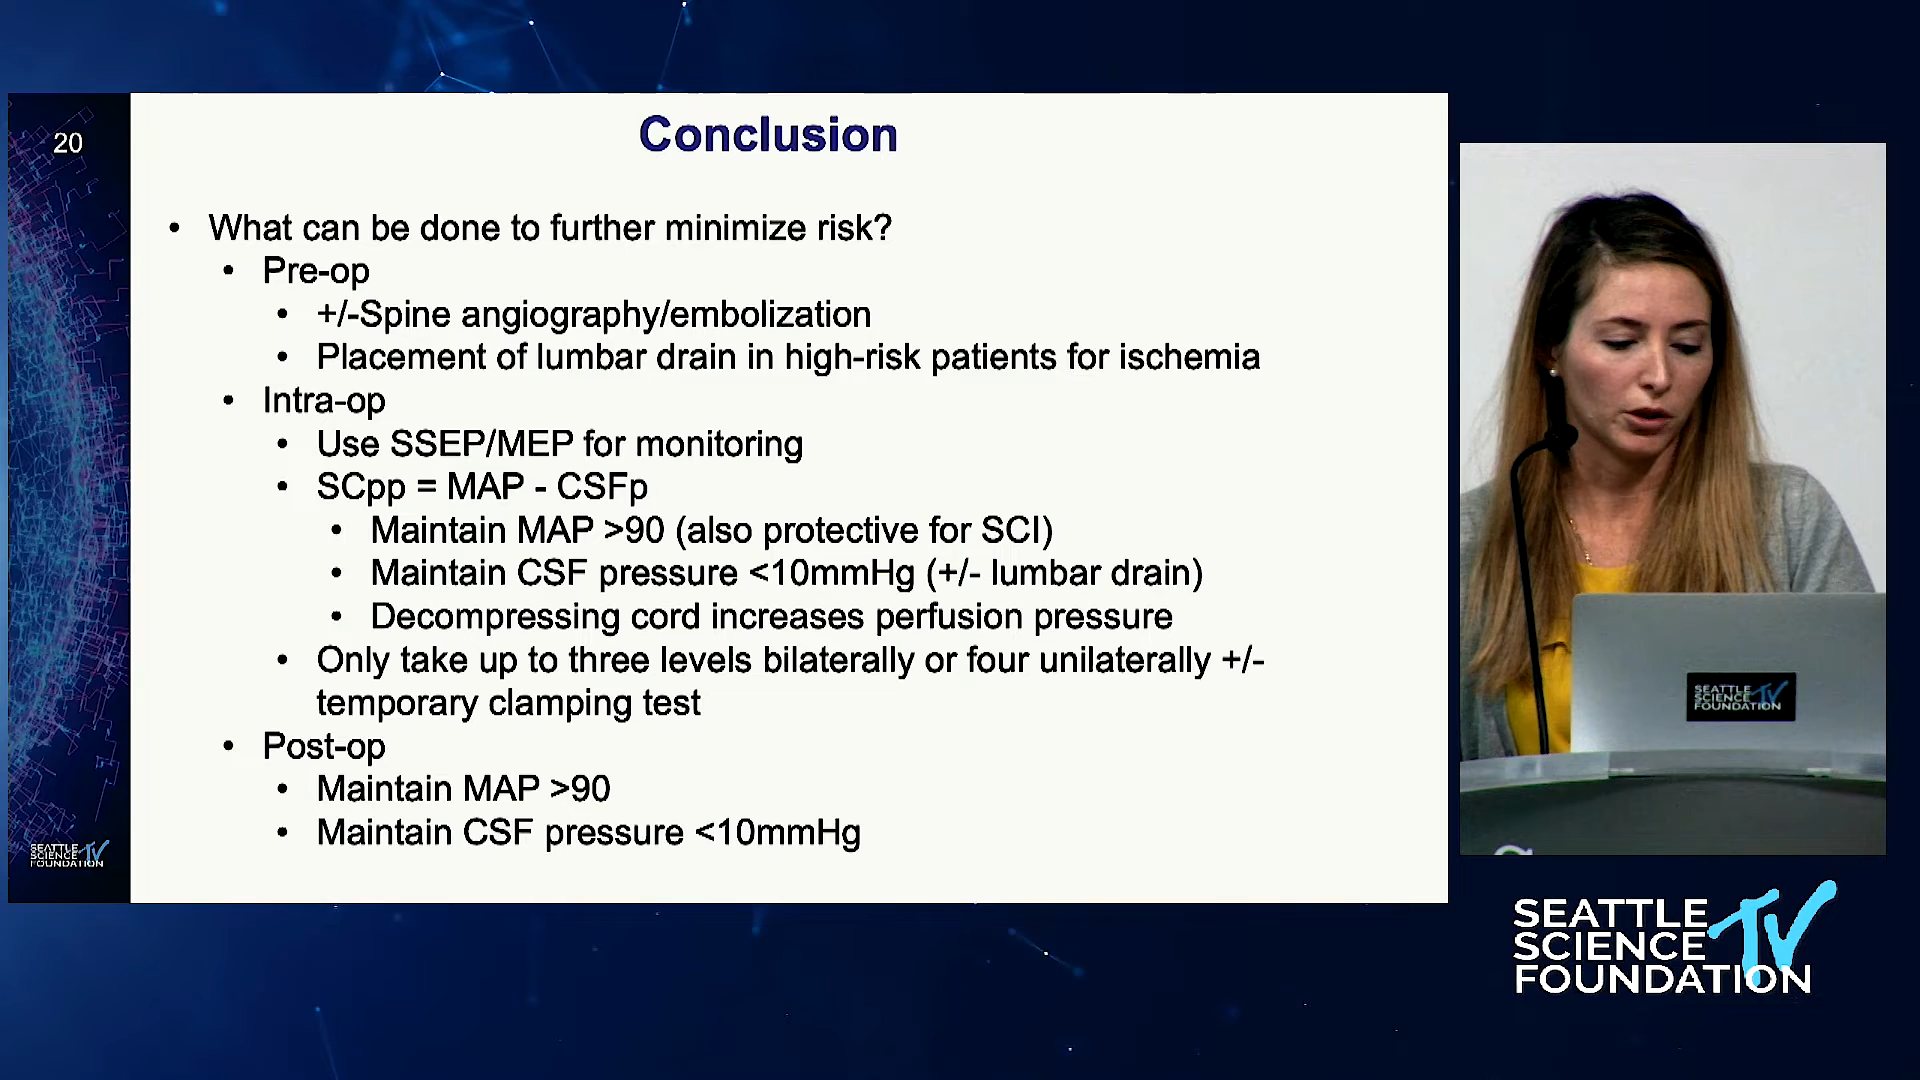 20
Conclusion
• What can be done to further minimize risk?
• Pre-op
• +/-Spine angiography/embolization
• Placement of lumbar drain in high-risk patients for ischemia
• Intra-op
• Use SSEP/MEP for monitoring
• SCpp = MAP - CSFp
• Maintain MAP >90 (also protective for SCI)
• Maintain CSF pressure <10mmHg (+/- lumbar drain)
• Decompressing cord increases perfusion pressure
• Only take up to three levels bilaterally or four unilaterally +/-
temporary clamping test
• Post-op
• Maintain MAP >90
• Maintain CSF pressure <10mmHg
SEATTLE
SCIENCE TV
FOUNDATION
SEATTLE
SCIENCE TV
FOUNDATION
SEATTLE
SCIENCE TV
FOUNDATION